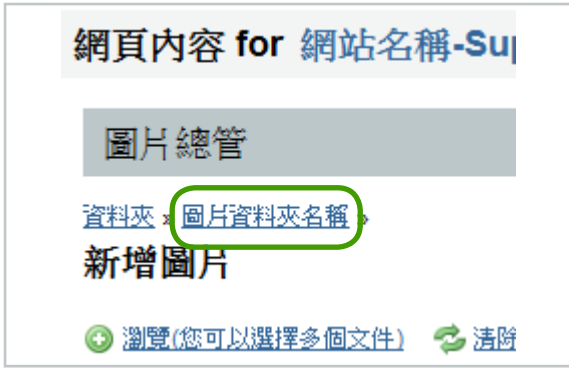 網頁內容 for 網站名稱-Sup
圖片總管
資料夾 » 圖片資料夾名稱 »
新增圖片
瀏覽(您可以選擇多個文件) 清除